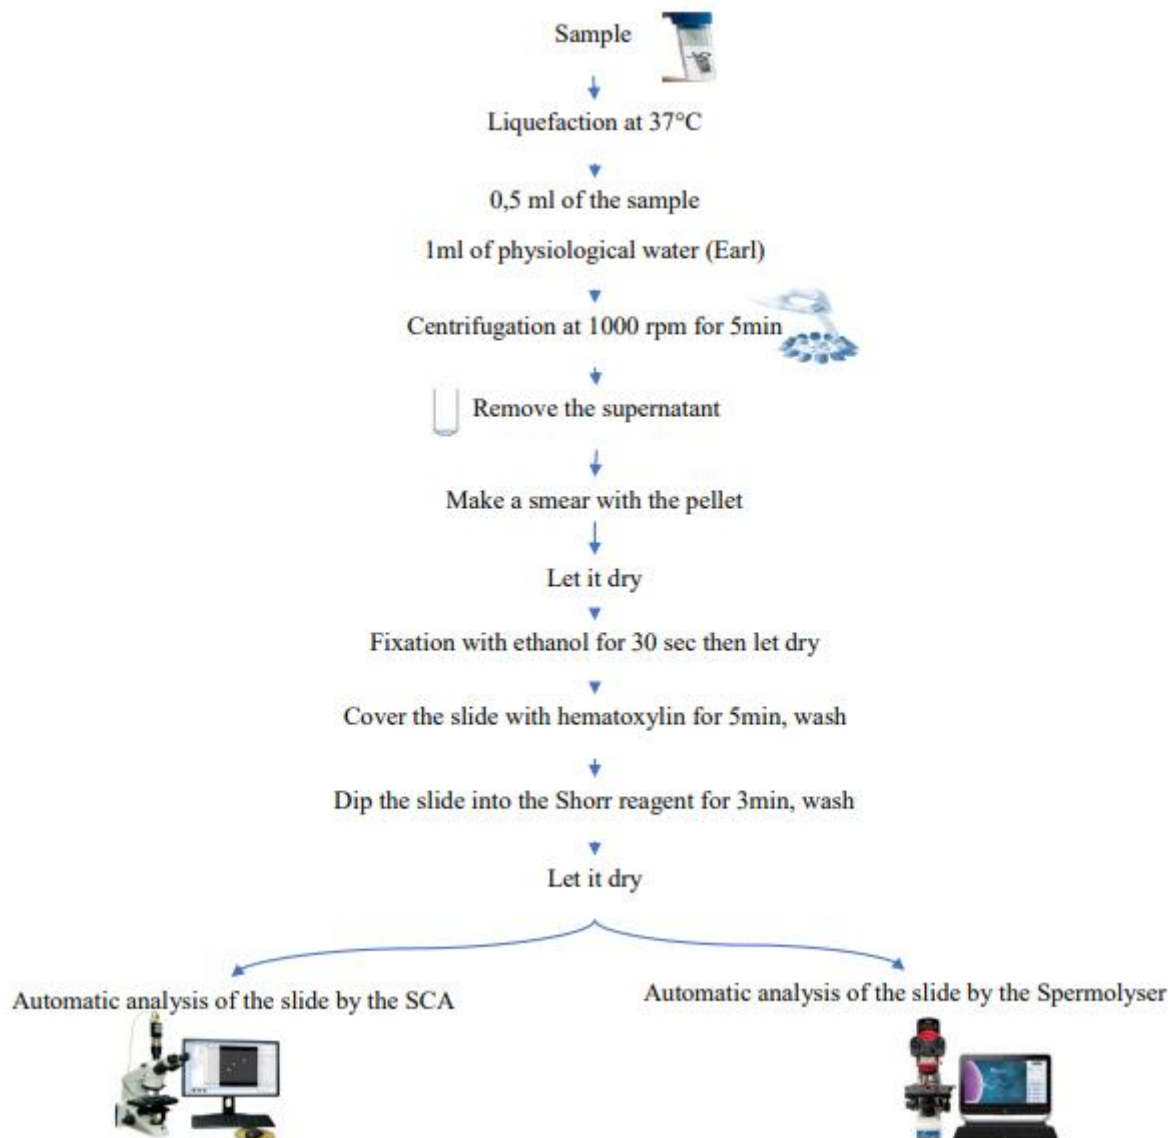 Sample
Liquefaction at 37°C
0,5 ml of the sample
1ml of physiological water (Earl)
Centrifugation at 1000 rpm for 5min
Remove the supernatant
Make a smear with the pellet
Let it dry
Fixation with ethanol for 30 sec then let dry
Cover the slide with hematoxylin for 5min, wash
Dip the slide into the Shorr reagent for 3min, wash
Let it dry
Automatic analysis of the slide by the SCA
Automatic analysis of the slide by the Spermolyser